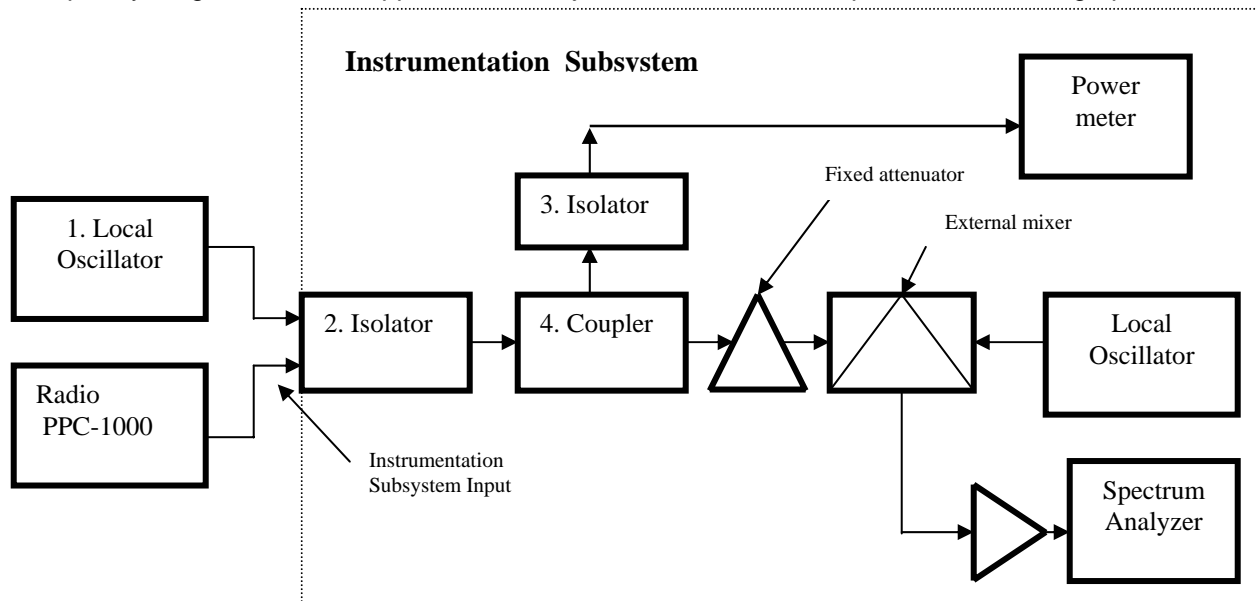 Instrumentation Subsvstem
Power
meter
Fixed attenuator
3. Isolator
External mixer
1. Local
Oscillator
2. Isolator
4. Coupler
Local
Oscillator
Radio
PPC-1000
Instrumentation
Subsystem Input
Spectrum
Analyzer